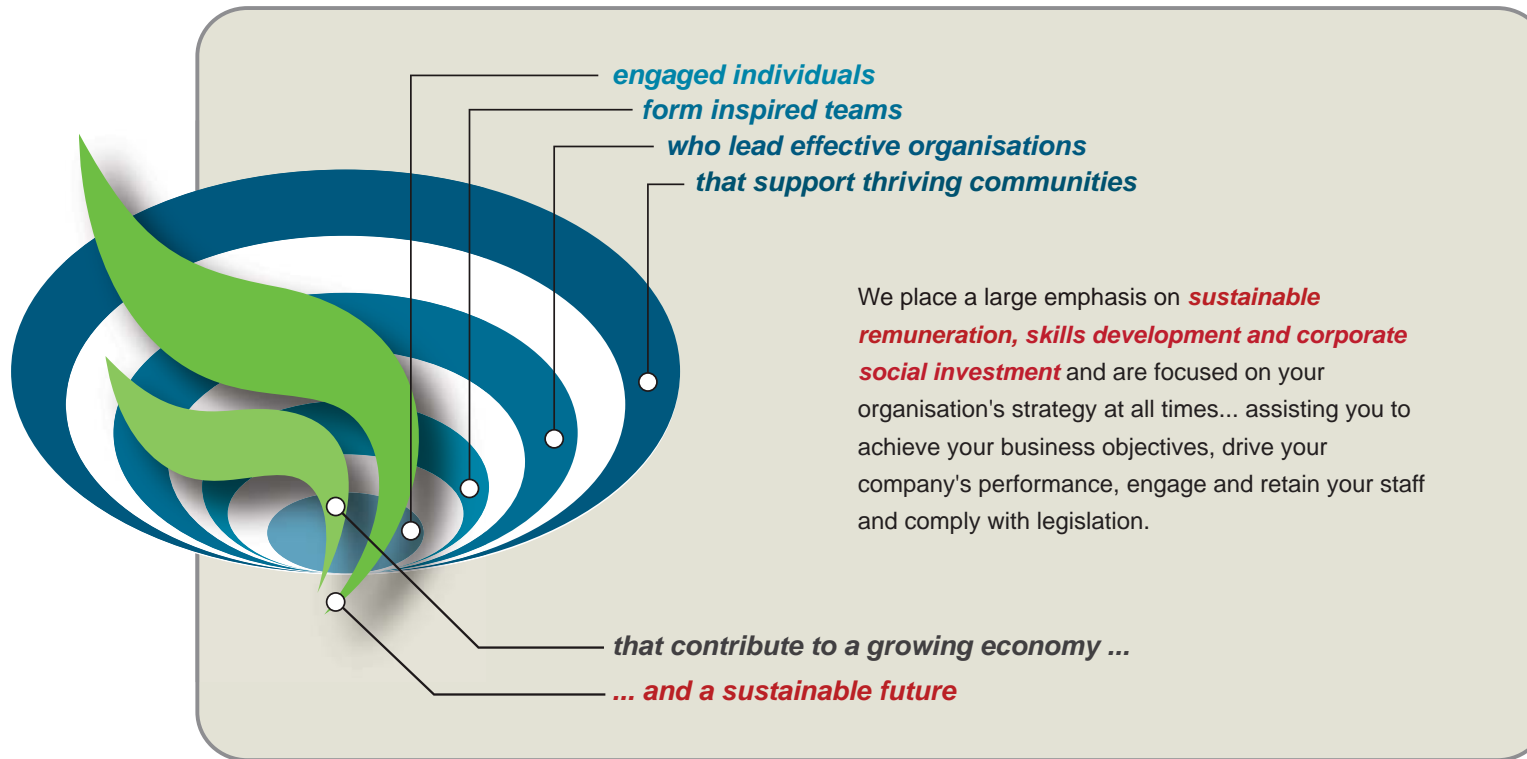 engaged individuals
form inspired teams
who lead effective organisations
that support thriving communities
We place a large emphasis on sustainable
remuneration, skills development and corporate
social investment and are focused on your
organisation's strategy at all times... assisting you to
achieve your business objectives, drive your
company's performance, engage and retain your staff
and comply with legislation.
that contribute to a growing economy ...
... and a sustainable future